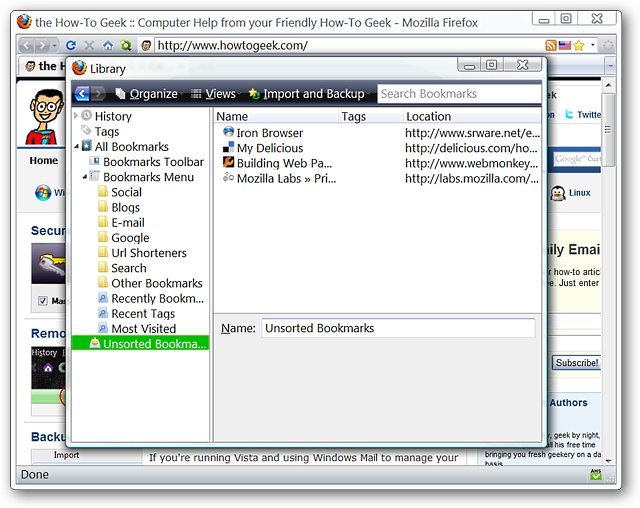 the How-To Geek :: Computer Help from your Friendly How-To Geek - Mozilla Firefox
http://www.howtogeek.com/
the H
Library
Organize Views Import and Backup Search Bookmarks
History
Tags
All Bookmarks
Bookmarks Toolbar
Bookmarks Menu
Social
Blogs
E-mail
Google
Url Shorteners
Search
Other Bookmarks
Recently Bookm...
Recent Tags
Most Visited
Unsorted Bookma...
Name Tags Location
Iron Browser http://www.srware.net/e...
My Delicious http://delicious.com/ho...
Building Web Pa... http://www.webmonkey...
Mozilla Labs » Pri... http://labs.mozilla.com/...
Name: Unsorted Bookmarks
Home
Wi
Secur
Ma
Remo
History
Backu
Import
If you're running Vista and using Windows Mail to manage your
ek
Twitte
Google™ Cust
Linux
ily Emai
r how-to artic
ee. Just enter
Subscribe!
Authors
, geek by night,
all his free time
bringing you fresh geekery on a da
basis.
Done